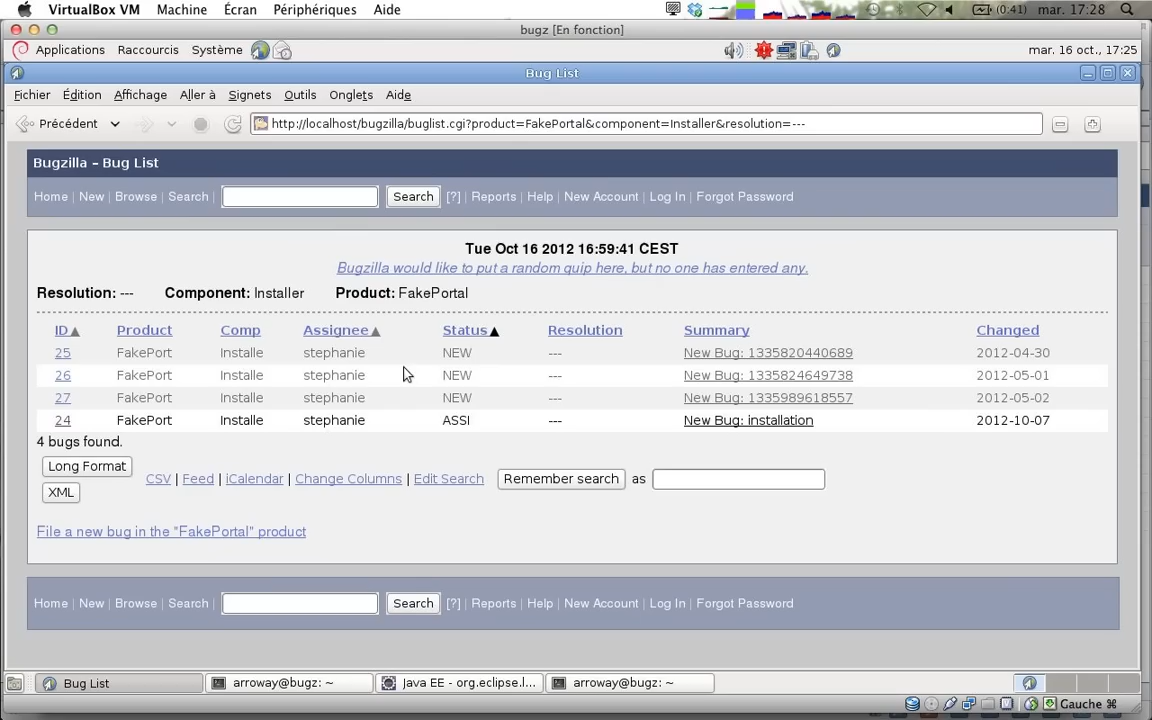 VirtualBox VM Machine Écran Périphériques Aide (0:41) mar. 17:28
bugz [En fonction]
Applications Raccourcis Système mar. 16 oct., 17:25
Bug List
Fichier Édition Affichage Aller à Signets Outils Onglets Aide
Précédent http://localhost/bugzilla/buglist.cgi?product=FakePortal&component=Installer&resolution=---
Bugzilla – Bug List
Home | New | Browse | Search | Search [?] | Reports | Help | New Account | Log In | Forgot Password
Tue Oct 16 2012 16:59:41 CEST
Bugzilla would like to put a random quip here, but no one has entered any.
Resolution: --- Component: Installer Product: FakePortal
ID▲ Product Comp Assignee▲ Status▲ Resolution Summary Changed
25 FakePort Installe stephanie NEW --- New Bug: 1335820440689 2012-04-30
26 FakePort Installe stephanie NEW --- New Bug: 1335824649738 2012-05-01
27 FakePort Installe stephanie NEW --- New Bug: 1335989618557 2012-05-02
24 FakePort Installe stephanie ASSI --- New Bug: installation 2012-10-07
4 bugs found.
Long Format
CSV | Feed | iCalendar | Change Columns | Edit Search Remember search as
XML
File a new bug in the "FakePortal" product
Home | New | Browse | Search | Search [?] | Reports | Help | New Account | Log In | Forgot Password
Bug List arroway@bugz: ~ Java EE - org.eclipse.l... arroway@bugz: ~
Gauche ⌘